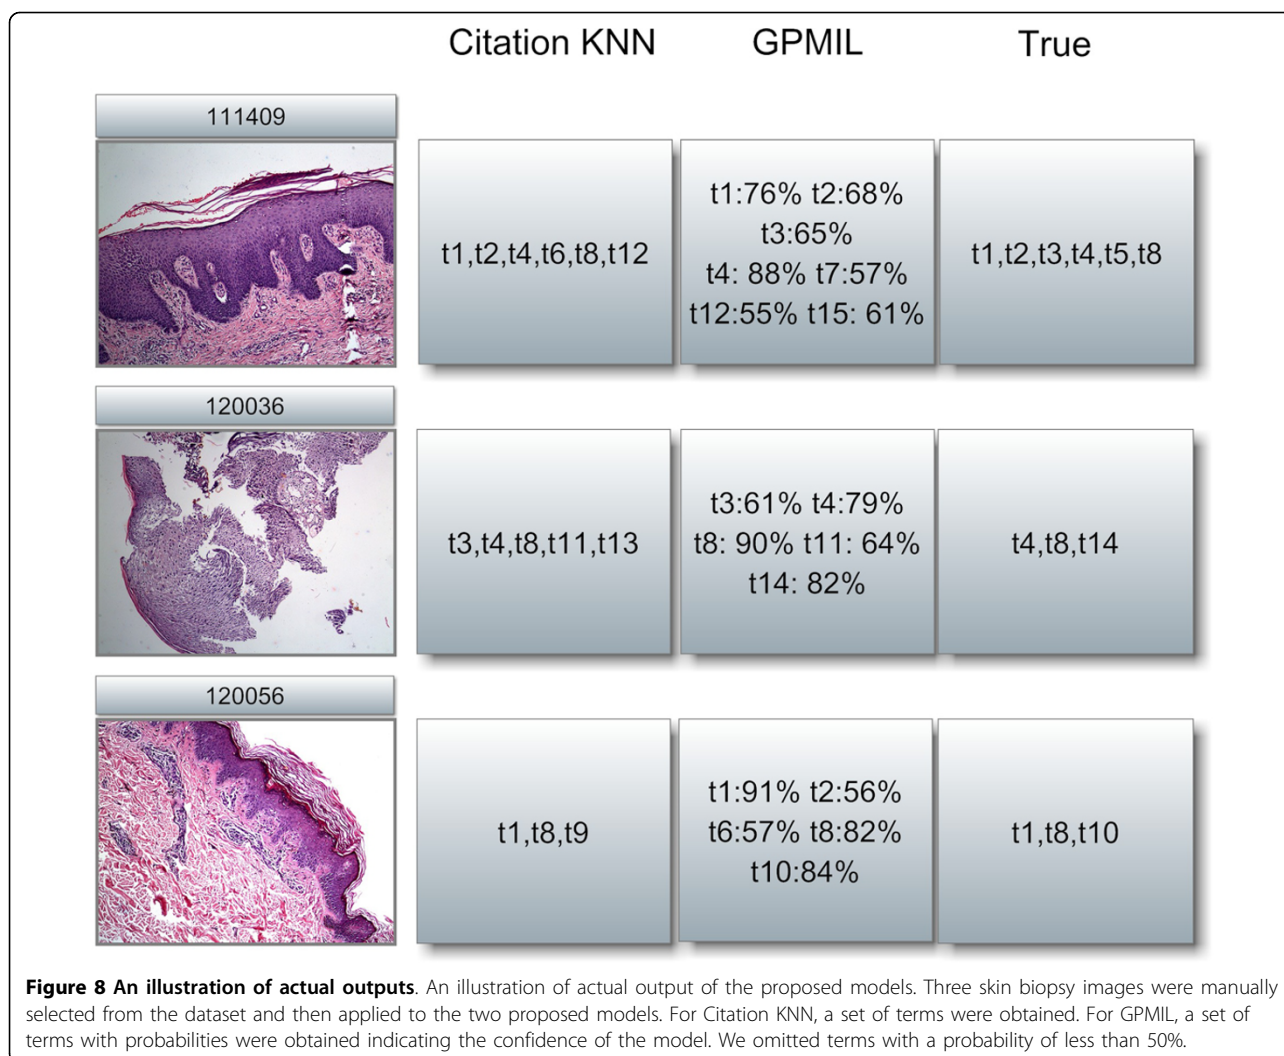 Citation KNN GPMIL True
111409
t1,t2,t4,t6,t8,t12
t1:76% t2:68%
t3:65%
t4: 88% t7:57%
t12:55% t15: 61%
t1,t2,t3,t4,t5,t8
120036
t3,t4,t8,t11,t13
t3:61% t4:79%
t8: 90% t11: 64%
t14: 82%
t4,t8,t14
120056
t1,t8,t9
t1:91% t2:56%
t6:57% t8:82%
t10:84%
t1,t8,t10
Figure 8 An illustration of actual outputs. An illustration of actual output of the proposed models. Three skin biopsy images were manually
selected from the dataset and then applied to the two proposed models. For Citation KNN, a set of terms were obtained. For GPMIL, a set of
terms with probabilities were obtained indicating the confidence of the model. We omitted terms with a probability of less than 50%.